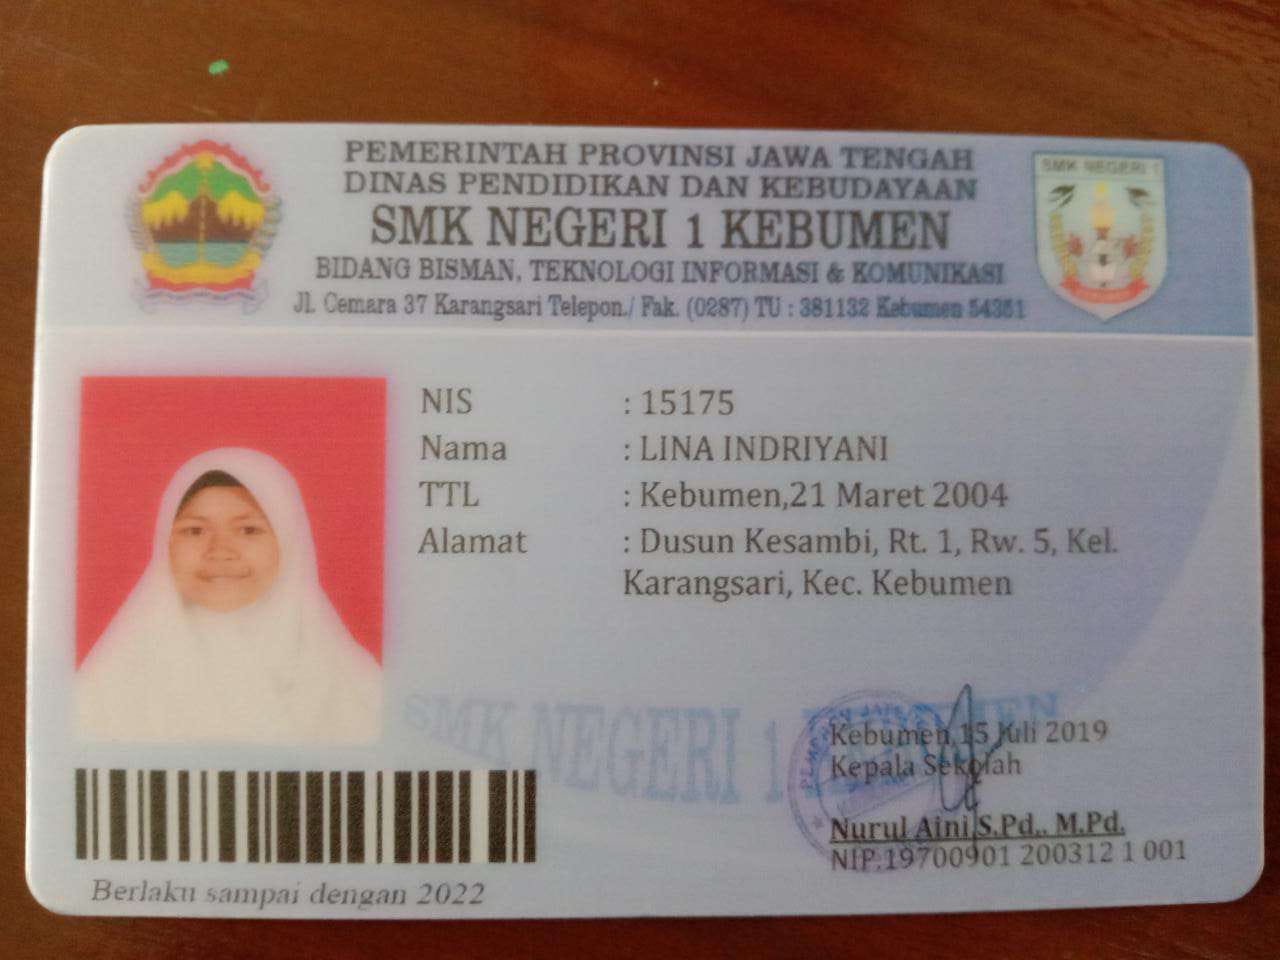 PEMERINTAH PROVINSI JAWA TENGAH
DINAS PENDIDIKAN DAN KEBUDAYAAN
SMK NEGERI 1 KEBUMEN
BIDANG BISMAN, TEKNOLOGI INFORMASI & KOMUNIKASI
Jl. Cemara 37 Karangsari Telepon./ Fak. (0287) TU : 381132 Kebumen 54351
SMK NEGERI 1
NIS : 15175
Nama : LINA INDRIYANI
TTL : Kebumen,21 Maret 2004
Alamat : Dusun Kesambi, Rt. 1, Rw. 5, Kel.
Karangsari, Kec. Kebumen
SMK NEGERI 1 KEBUMEN
Kebumen,15 Juli 2019
Kepala Sekolah
Nurul Aini,S.Pd., M.Pd.
NIP.19700901 200312 1 001
Berlaku sampai dengan 2022